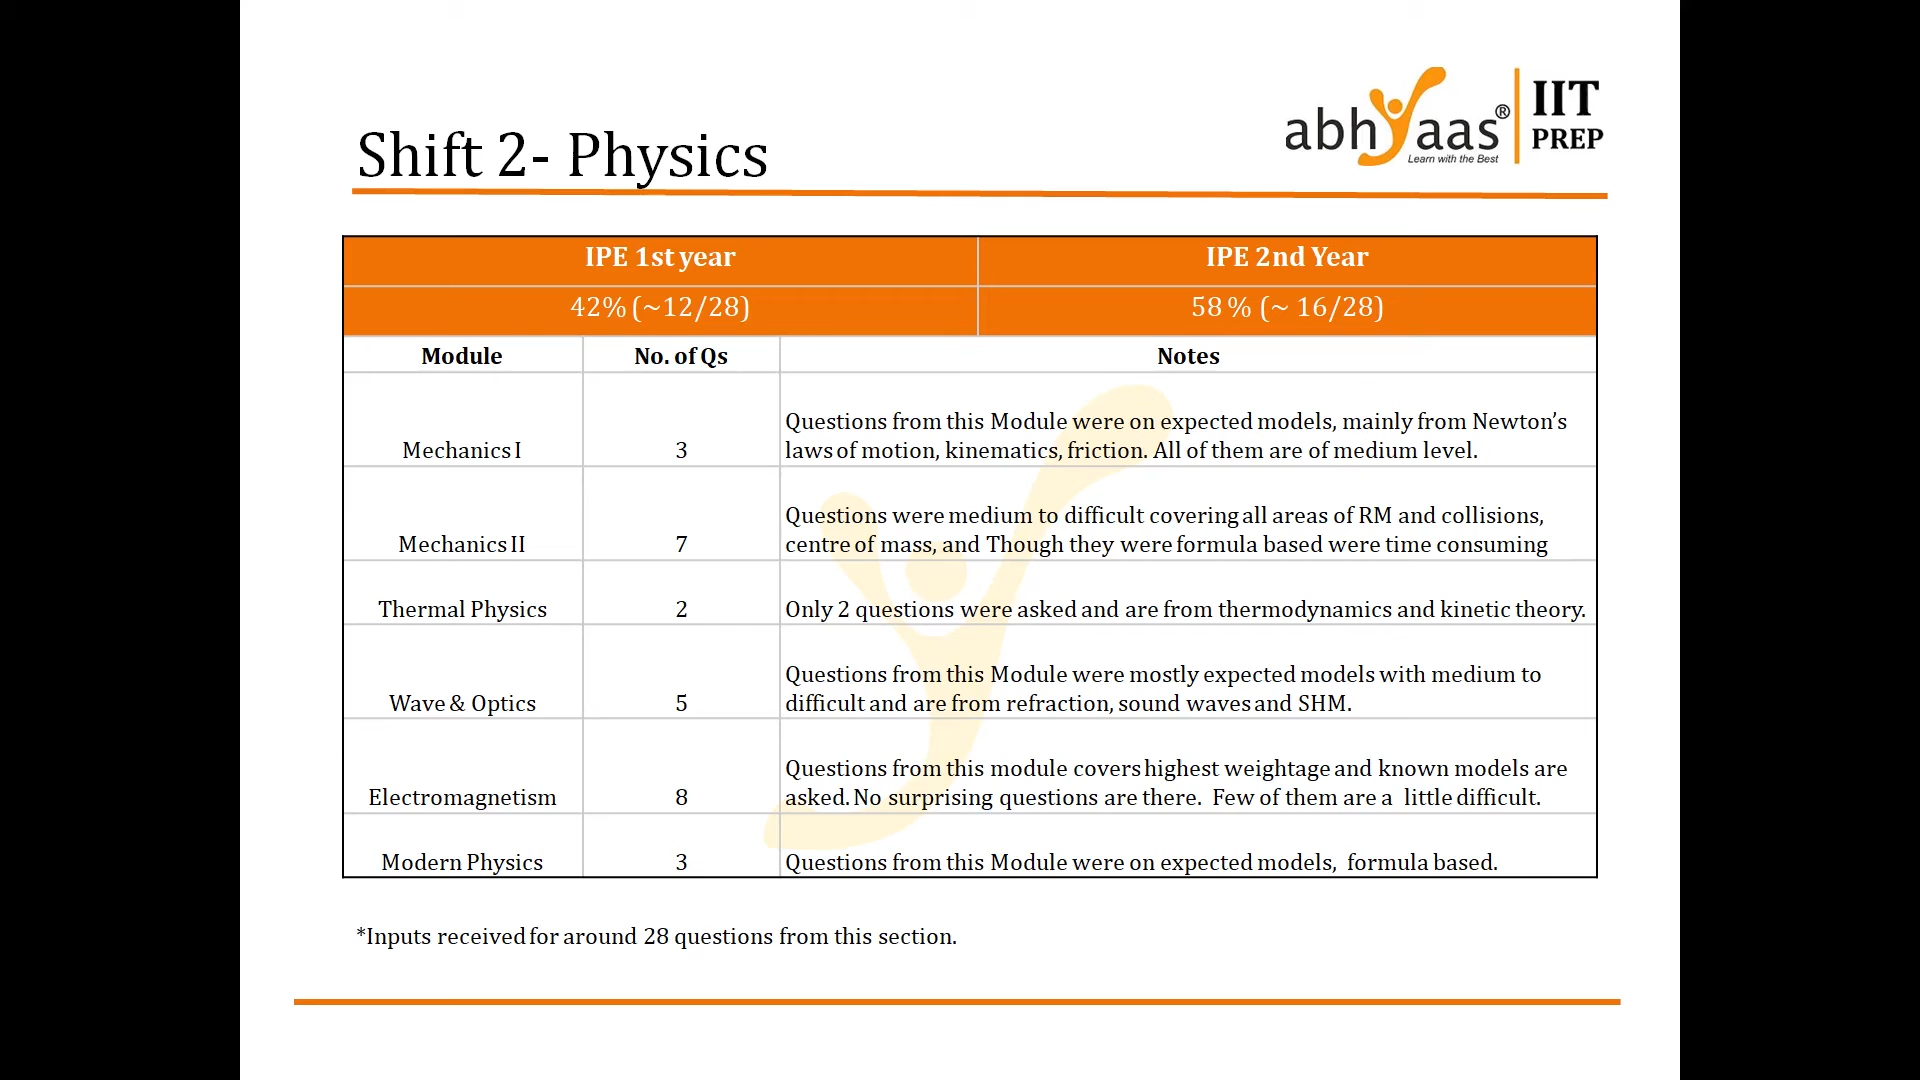 abhyaas® IIT PREP
Learn with the Best
Shift 2- Physics
IPE 1st year IPE 2nd Year
42% (~12/28) 58 % (~ 16/28)
Module No. of Qs Notes
Questions from this Module were on expected models, mainly from Newton’s
Mechanics I 3 laws of motion, kinematics, friction. All of them are of medium level.
Questions were medium to difficult covering all areas of RM and collisions,
Mechanics II 7 centre of mass, and Though they were formula based were time consuming
Thermal Physics 2 Only 2 questions were asked and are from thermodynamics and kinetic theory.
Questions from this Module were mostly expected models with medium to
Wave & Optics 5 difficult and are from refraction, sound waves and SHM.
Questions from this module covers highest weightage and known models are
Electromagnetism 8 asked. No surprising questions are there.  Few of them are a  little difficult.
Modern Physics 3 Questions from this Module were on expected models,  formula based.
*Inputs received for around 28 questions from this section.